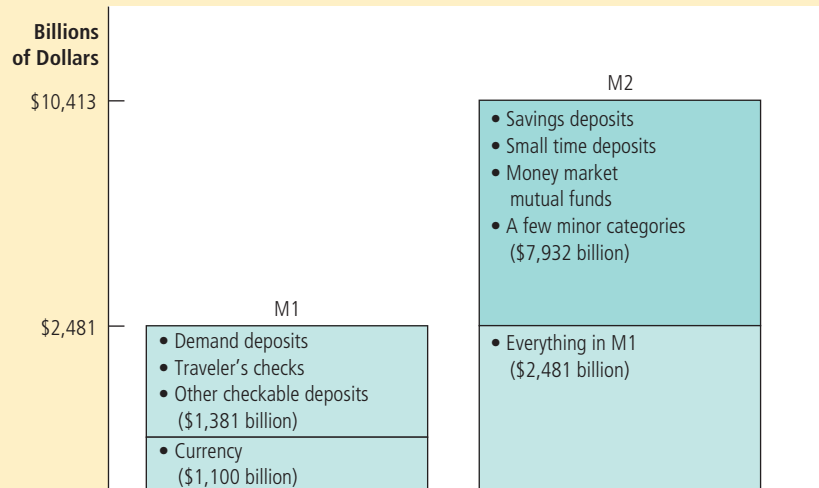 Billions
of Dollars
$10,413
M2
• Savings deposits
• Small time deposits
• Money market
mutual funds
• A few minor categories
($7,932 billion)
$2,481
M1
• Demand deposits
• Traveler’s checks
• Other checkable deposits
($1,381 billion)
• Currency
($1,100 billion)
• Everything in M1
($2,481 billion)